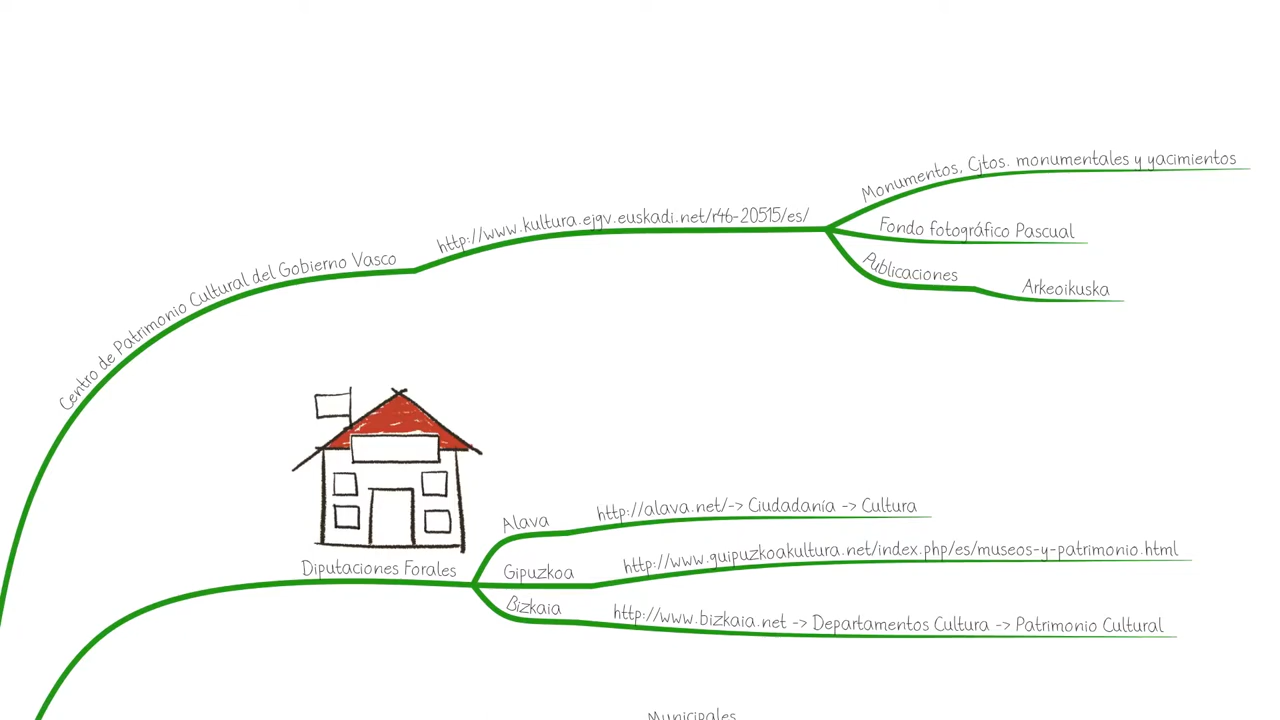 Centro de Patrimonio Cultural del Gobierno Vasco
http://www.kultura.ejgv.euskadi.net/r46-20515/es/
Monumentos, Cjtos. monumentales y yacimientos
Fondo fotográfico Pascual
Publicaciones
Arkeoikuska
Diputaciones Forales
Alava
http://alava.net/-> Ciudadanía -> Cultura
Gipuzkoa
http://www.guipuzkoakultura.net/index.php/es/museos-y-patrimonio.html
Bizkaia
http://www.bizkaia.net -> Departamentos Cultura -> Patrimonio Cultural
Municipales